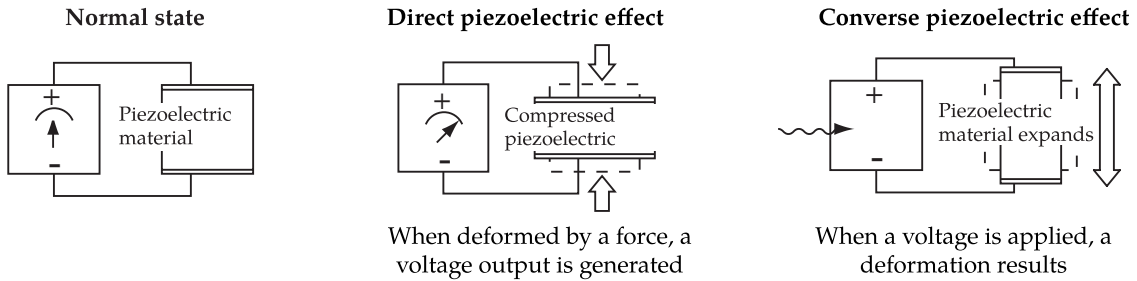 Normal state
+
Piezoelectric
material
-
Direct piezoelectric effect
+
Compressed
piezoelectric
-
When deformed by a force, a
voltage output is generated
Converse piezoelectric effect
+
Piezoelectric
material expands
-
When a voltage is applied, a
deformation results